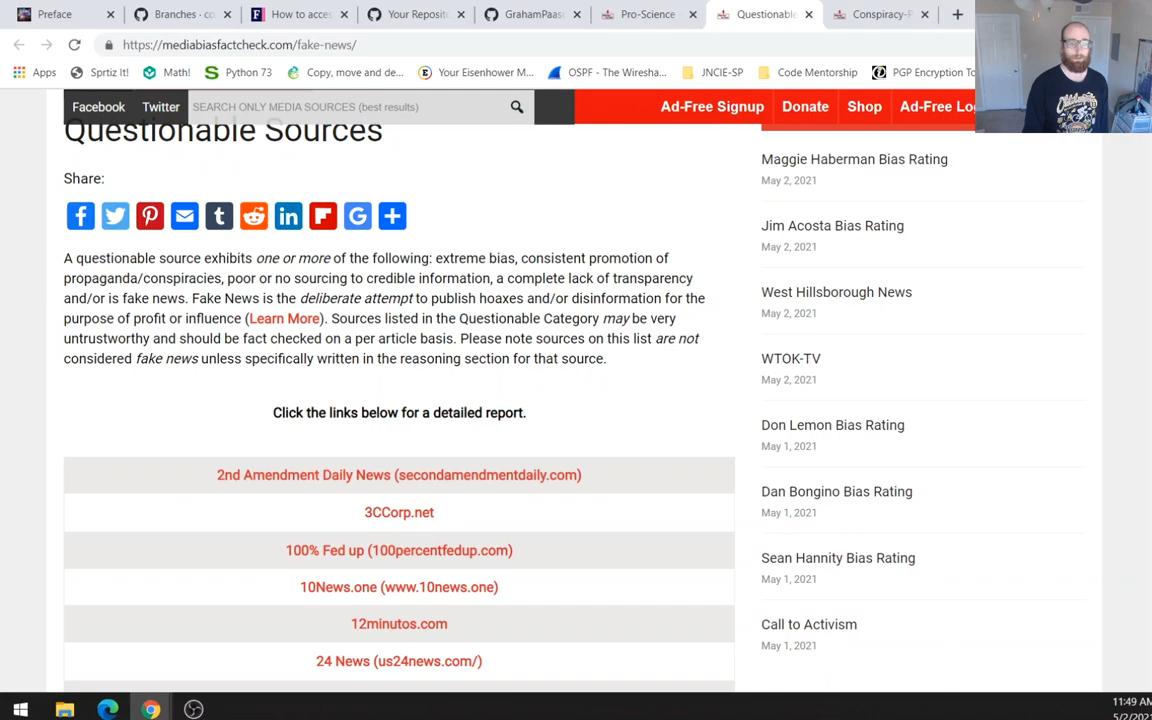 Preface
Branches · co
How to acces
Your Reposit
GrahamPaase
Pro-Science
Questionable
Conspiracy-P
https://mediabiasfactcheck.com/fake-news/
Apps
Sprtiz It!
Math!
Python 73
Copy, move and de...
Your Eisenhower M...
OSPF - The Wiresha...
JNCIE-SP
Code Mentorship
PGP Encryption To
Facebook
Twitter
SEARCH ONLY MEDIA SOURCES (best results)
Ad-Free Signup
Donate
Shop
Ad-Free Lo
Questionable Sources
Share:
A questionable source exhibits one or more of the following: extreme bias, consistent promotion of
propaganda/conspiracies, poor or no sourcing to credible information, a complete lack of transparency
and/or is fake news. Fake News is the deliberate attempt to publish hoaxes and/or disinformation for the
purpose of profit or influence (Learn More). Sources listed in the Questionable Category may be very
untrustworthy and should be fact checked on a per article basis. Please note sources on this list are not
considered fake news unless specifically written in the reasoning section for that source.
Click the links below for a detailed report.
2nd Amendment Daily News (secondamendmentdaily.com)
3CCorp.net
100% Fed up (100percentfedup.com)
10News.one (www.10news.one)
12minutos.com
24 News (us24news.com/)
Maggie Haberman Bias Rating
May 2, 2021
Jim Acosta Bias Rating
May 2, 2021
West Hillsborough News
May 2, 2021
WTOK-TV
May 2, 2021
Don Lemon Bias Rating
May 1, 2021
Dan Bongino Bias Rating
May 1, 2021
Sean Hannity Bias Rating
May 1, 2021
Call to Activism
May 1, 2021
11:49 AM
5/2/202